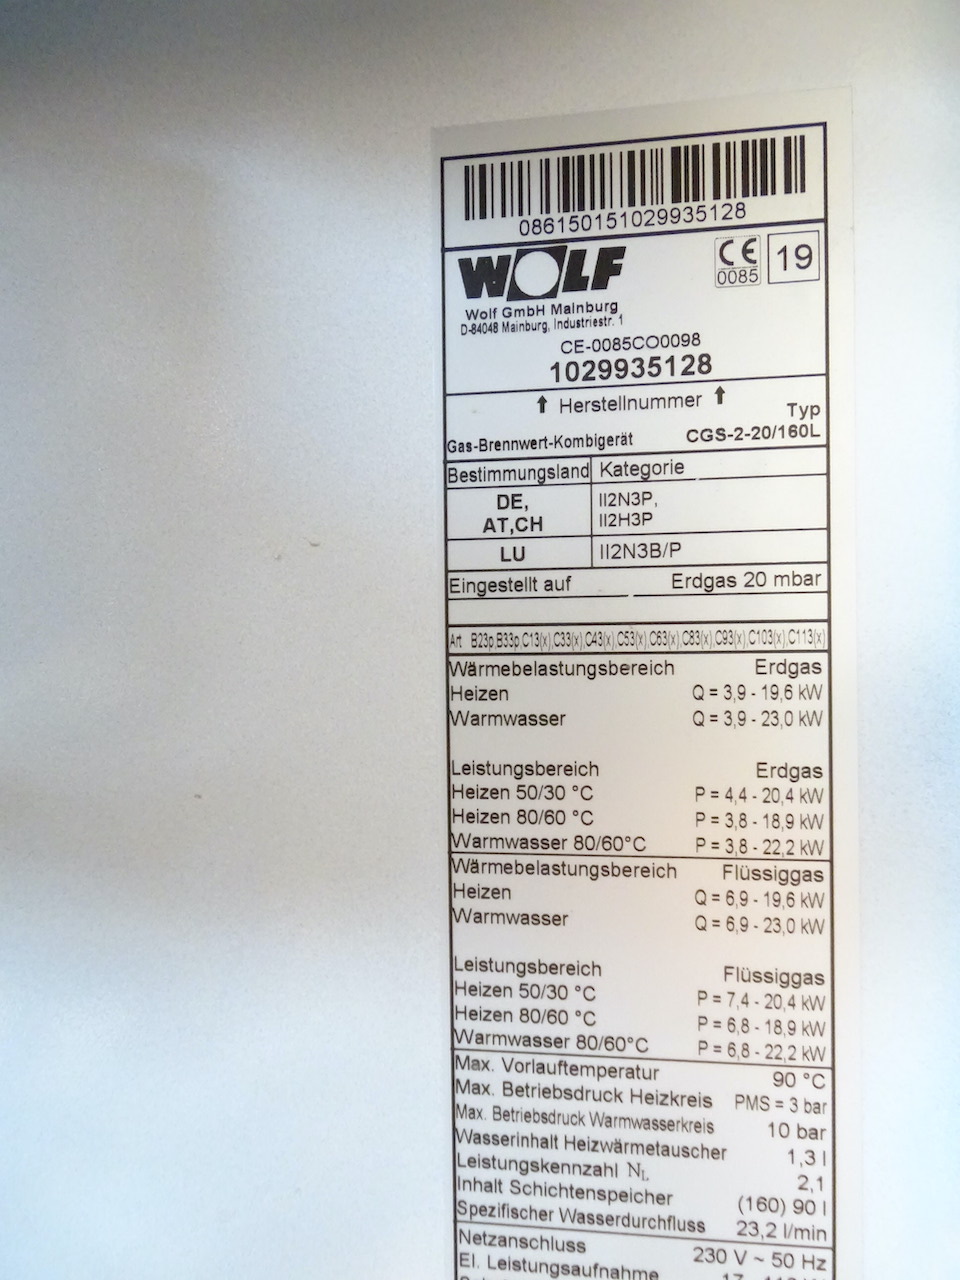 086150151029935128
WOLF
CE
0085
19
Wolf GmbH Mainburg
D-84048 Mainburg, Industriestr. 1
CE-0085CO0098
1029935128
↑ Herstellnummer ↑
Typ
Gas-Brennwert-Kombigerät CGS-2-20/160L
Bestimmungsland Kategorie
DE, II2N3P,
AT,CH II2H3P
LU II2N3B/P
Eingestellt auf Erdgas 20 mbar
Art B23p,B33p,C13(x),C33(x),C43(x),C53(x),C63(x),C83(x),C93(x),C103(x),C113(x)
Wärmebelastungsbereich Erdgas
Heizen Q = 3,9 - 19,6 kW
Warmwasser Q = 3,9 - 23,0 kW
Leistungsbereich Erdgas
Heizen 50/30 °C P = 4,4 - 20,4 kW
Heizen 80/60 °C P = 3,8 - 18,9 kW
Warmwasser 80/60°C P = 3,8 - 22,2 kW
Wärmebelastungsbereich Flüssiggas
Heizen Q = 6,9 - 19,6 kW
Warmwasser Q = 6,9 - 23,0 kW
Leistungsbereich Flüssiggas
Heizen 50/30 °C P = 7,4 - 20,4 kW
Heizen 80/60 °C P = 6,8 - 18,9 kW
Warmwasser 80/60°C P = 6,8 - 22,2 kW
Max. Vorlauftemperatur 90 °C
Max. Betriebsdruck Heizkreis PMS = 3 bar
Max. Betriebsdruck Warmwasserkreis 10 bar
Wasserinhalt Heizwärmetauscher 1,3 l
Leistungskennzahl NL 2,1
Inhalt Schichtenspeicher (160) 90 l
Spezifischer Wasserdurchfluss 23,2 l/min
Netzanschluss 230 V ~ 50 Hz
El. Leistungsaufnahme